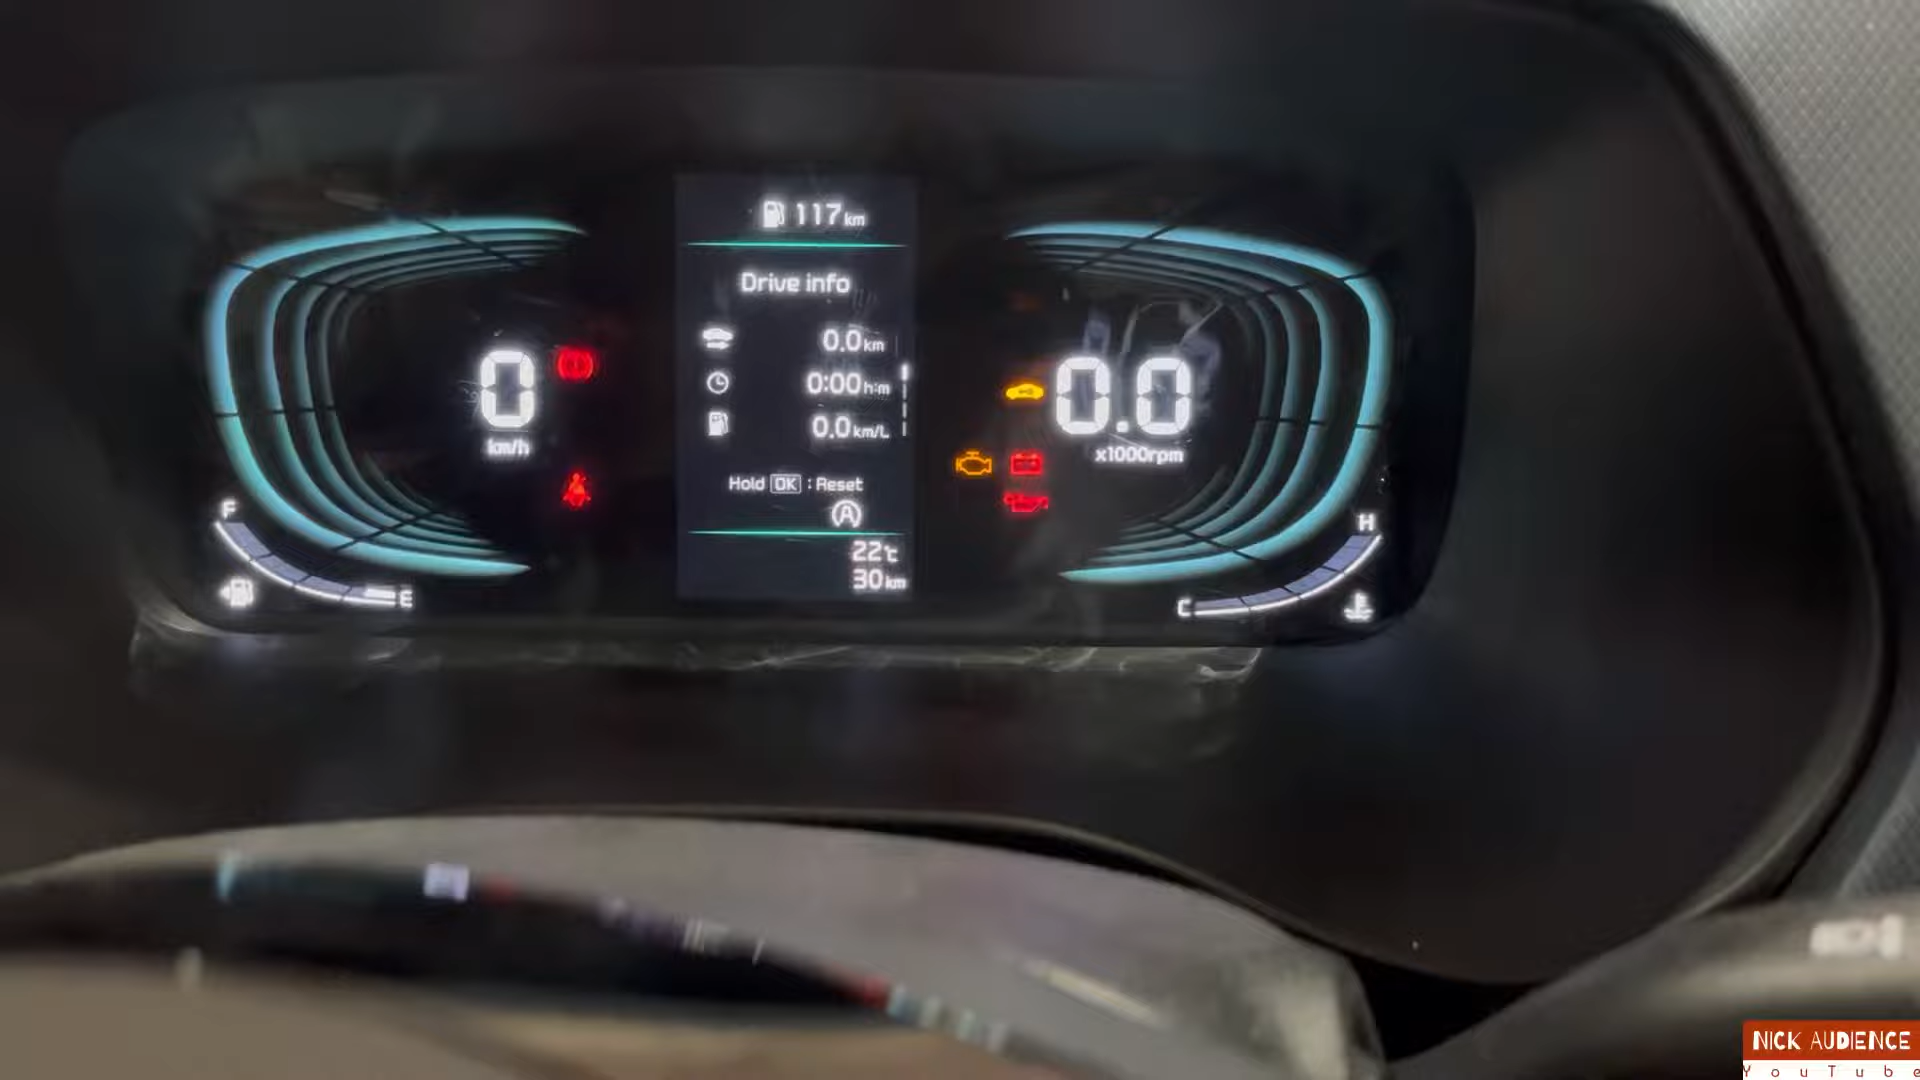 117 km
Drive info
0.0 km
0:00 h:m
0.0 km/L
Hold OK : Reset
A
22℃
30 km
0
km/h
F
E
0.0
x1000rpm
H
C
NICK AUDIENCE
YouTube